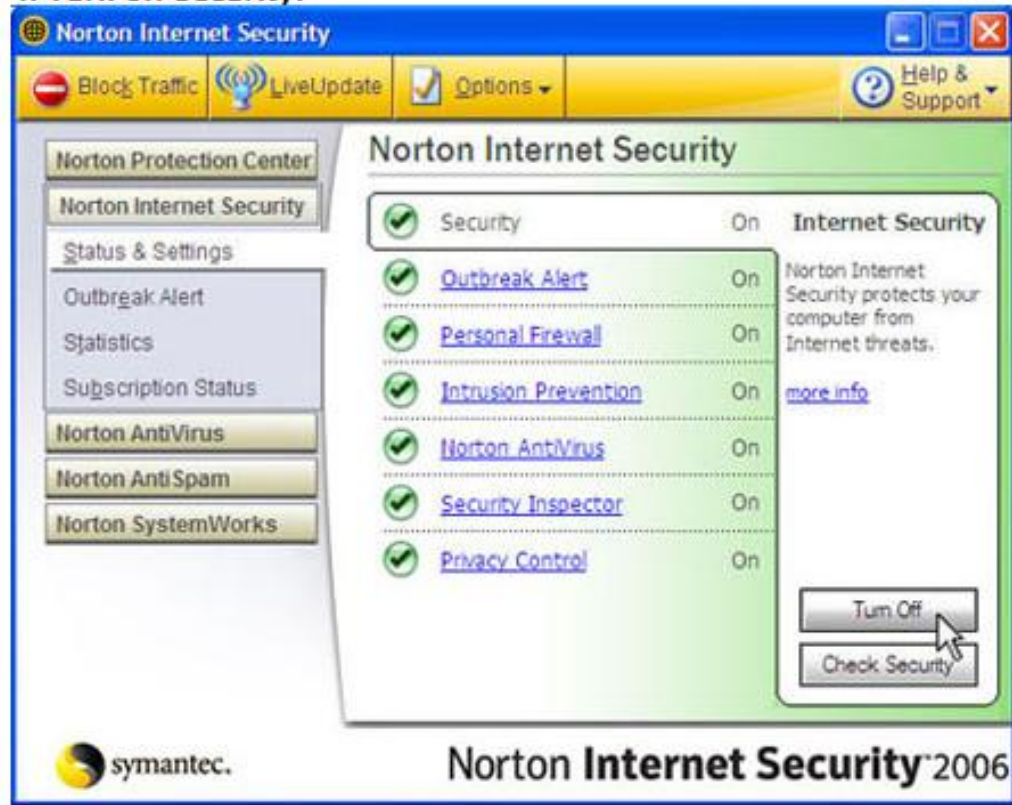 Norton Internet Security
Block Traffic LiveUpdate Options Help & Support
Norton Protection Center
Norton Internet Security
Status & Settings
Outbreak Alert
Statistics
Subscription Status
Norton AntiVirus
Norton AntiSpam
Norton SystemWorks
Norton Internet Security
Security On
Outbreak Alert On
Personal Firewall On
Intrusion Prevention On
Norton AntiVirus On
Security Inspector On
Privacy Control On
Internet Security
Norton Internet
Security protects your
computer from
Internet threats.
more info
Turn Off
Check Security
symantec.
Norton Internet Security 2006